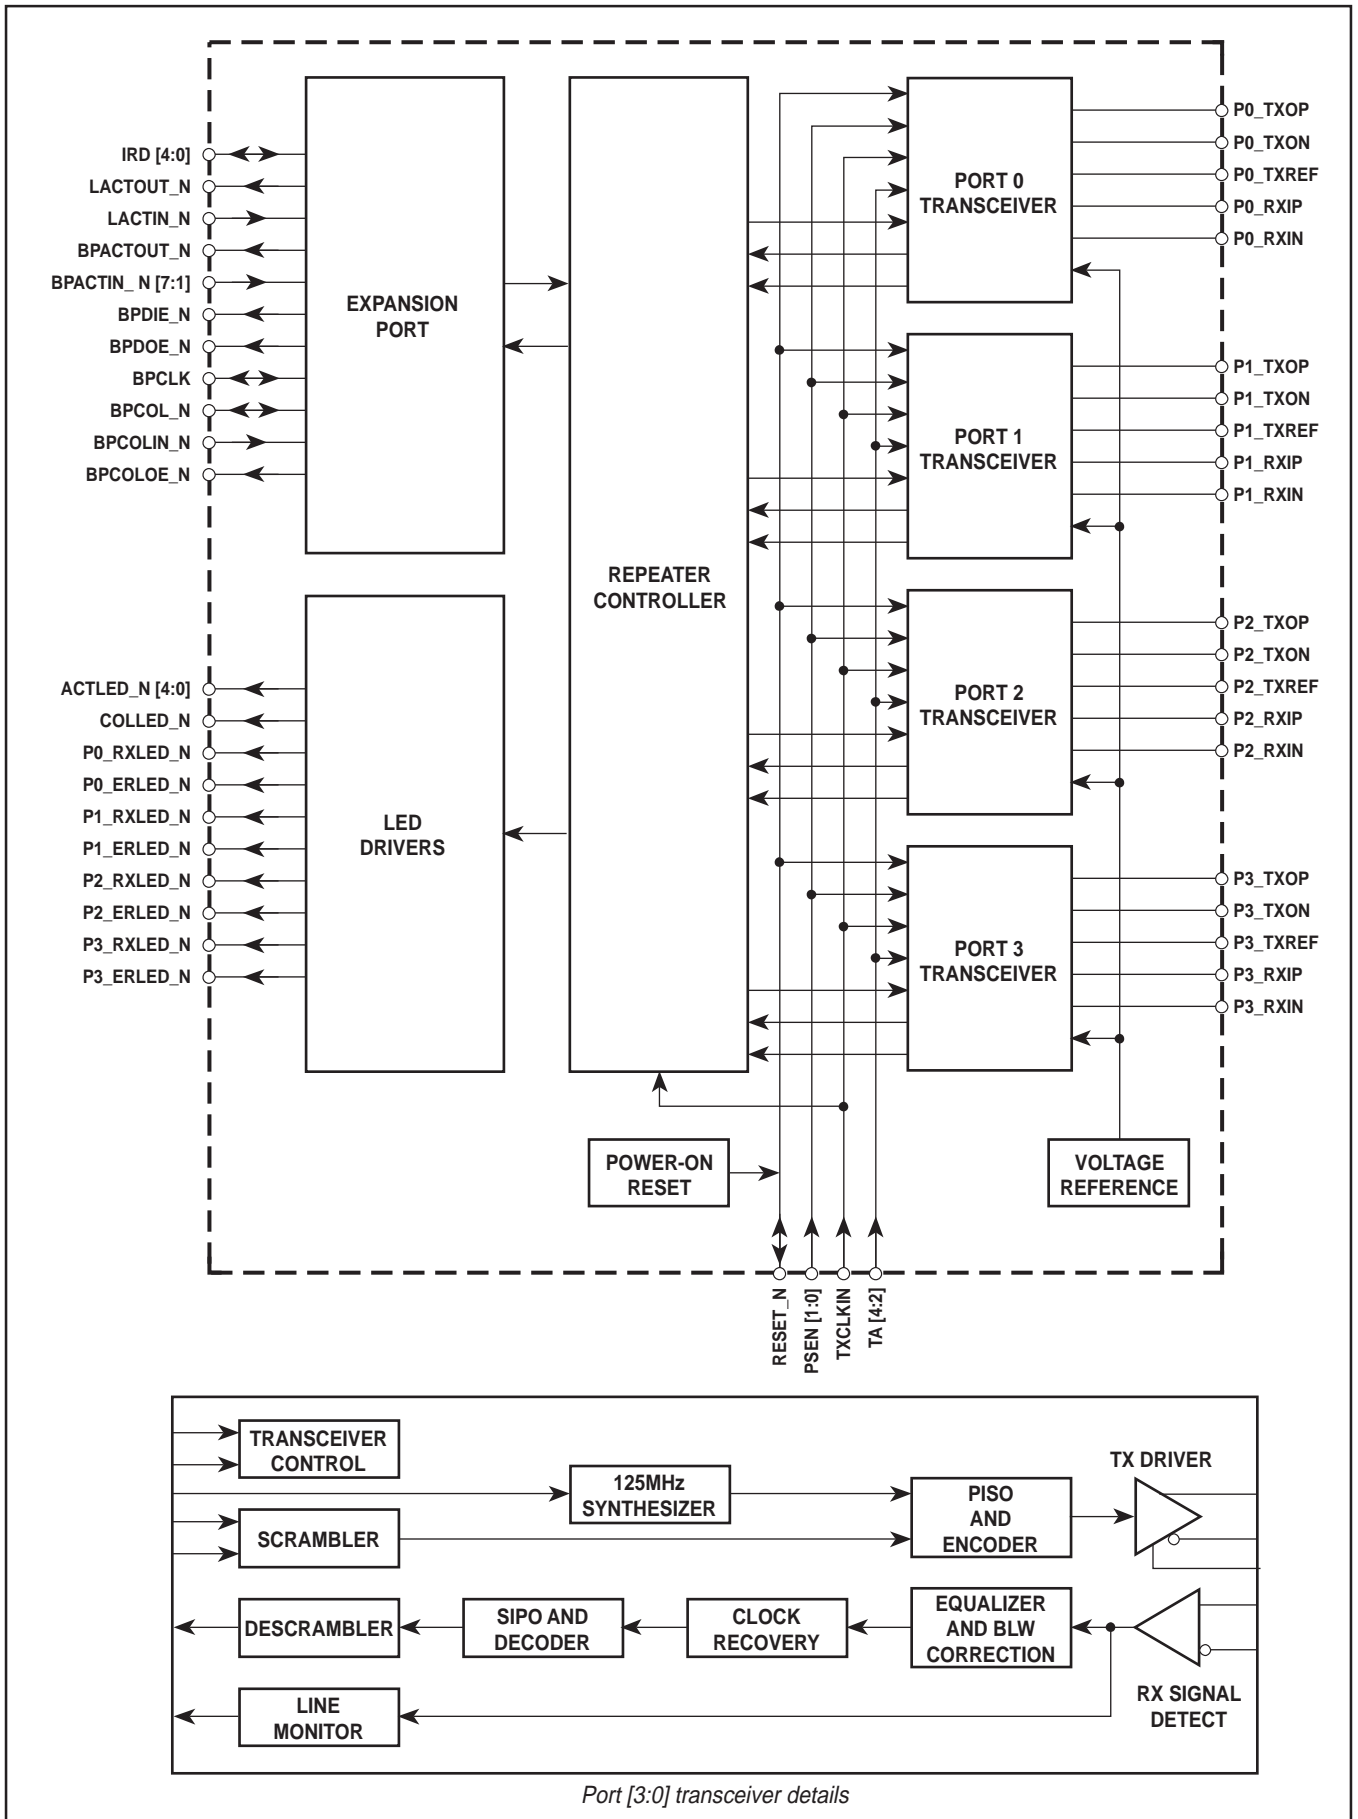 IRD [4:0]
LACTOUT_N
LACTIN_N
BPACTOUT_N
BPACTIN_ N [7:1]
BPDIE_N
BPDOE_N
BPCLK
BPCOL_N
BPCOLIN_N
BPCOLOE_N
EXPANSION
PORT
ACTLED_N [4:0]
COLLED_N
P0_RXLED_N
P0_ERLED_N
P1_RXLED_N
P1_ERLED_N
P2_RXLED_N
P2_ERLED_N
P3_RXLED_N
P3_ERLED_N
LED
DRIVERS
REPEATER
CONTROLLER
PORT 0
TRANSCEIVER
PORT 1
TRANSCEIVER
PORT 2
TRANSCEIVER
PORT 3
TRANSCEIVER
P0_TXOP
P0_TXON
P0_TXREF
P0_RXIP
P0_RXIN
P1_TXOP
P1_TXON
P1_TXREF
P1_RXIP
P1_RXIN
P2_TXOP
P2_TXON
P2_TXREF
P2_RXIP
P2_RXIN
P3_TXOP
P3_TXON
P3_TXREF
P3_RXIP
P3_RXIN
POWER-ON
RESET
VOLTAGE
REFERENCE
RESET_N
PSEN [1:0]
TXCLKIN
TA [4:2]
TRANSCEIVER
CONTROL
125MHz
SYNTHESIZER
SCRAMBLER
PISO
AND
ENCODER
TX DRIVER
DESCRAMBLER
SIPO AND
DECODER
CLOCK
RECOVERY
EQUALIZER
AND BLW
CORRECTION
LINE
MONITOR
RX SIGNAL
DETECT
Port [3:0] transceiver details